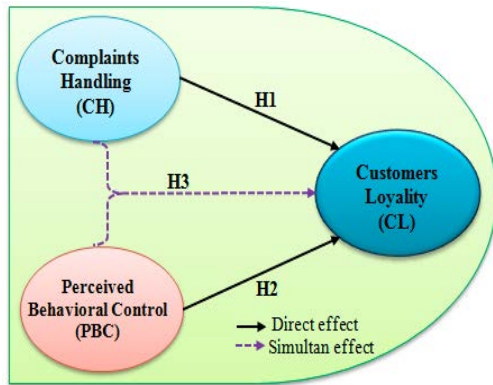 Complaints
Handling
(CH)
H1
Customers
Loyality
(CL)
H3
Perceived
Behavioral Control
(PBC)
H2
Direct effect
Simultan effect